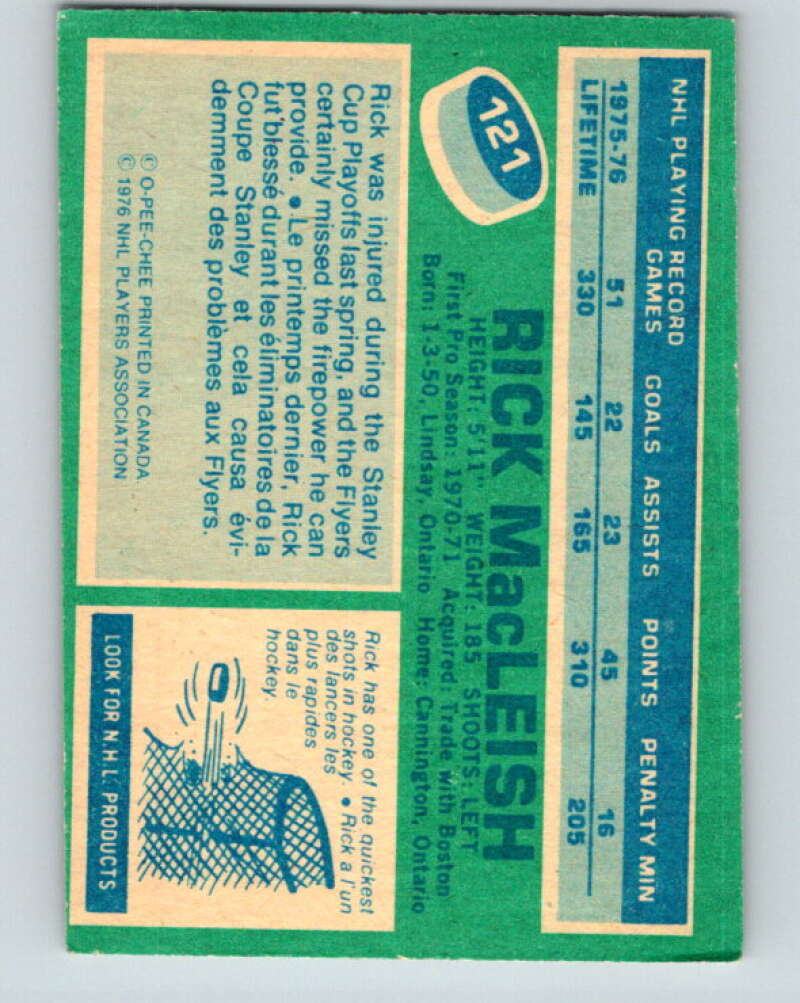 NHL PLAYING RECORD
GAMES GOALS ASSISTS POINTS PENALTY MIN
1975-76 51 22 23 45 16
LIFETIME 330 145 165 310 205
121
RICK MacLEISH
HEIGHT: 5'11" WEIGHT: 185 SHOOTS: LEFT
First Pro Season: 1970-71 Acquired: Trade with Boston
Born: 1-3-50, Lindsay, Ontario Home: Cannington, Ontario
Rick was injured during the Stanley
Cup Playoffs last spring, and the Flyers
certainly missed the firepower he can
provide. • Le printemps dernier, Rick
fut blessé durant les éliminatoires de la
Coupe Stanley et cela causa évi-
demment des problèmes aux Flyers.
© O-PEE-CHEE PRINTED IN CANADA
© 1976 NHL PLAYERS ASSOCIATION
Rick has one of the quickest
shots in hockey. • Rick a l'un
des lancers les
plus rapides
dans le
hockey.
LOOK FOR N.H.L. PRODUCTS